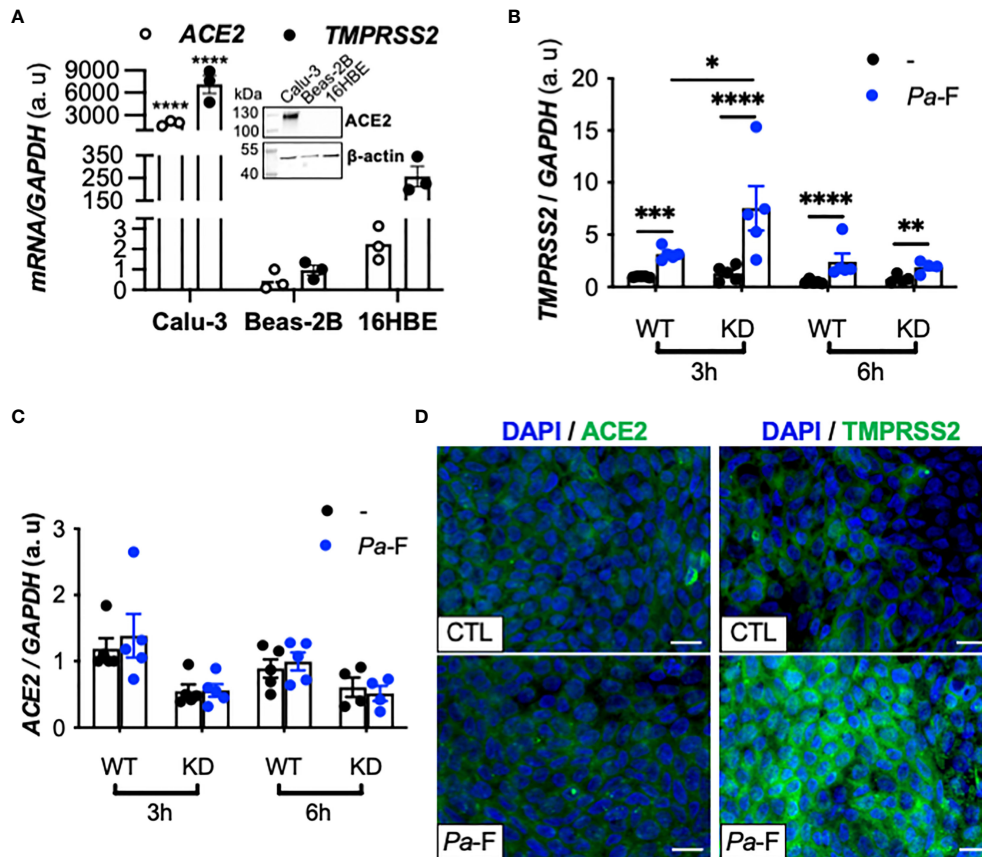 A
ACE2 TMPRSS2
mRNA/GAPDH (a. u)
9000
6000
3000
350
250
150
3
2
1
0
****
****
kDa
Calu-3
Beas-2B
16HBE
130
100
ACE2
55
40
β-actin
Calu-3 Beas-2B 16HBE
B
TMPRSS2 / GAPDH (a. u)
20
15
10
5
0
-
Pa-F
*
****
***
****
**
WT KD WT KD
3h 6h
C
ACE2 / GAPDH (a. u)
3
2
1
0
-
Pa-F
WT KD WT KD
3h 6h
D
DAPI / ACE2 DAPI / TMPRSS2
CTL CTL
Pa-F Pa-F